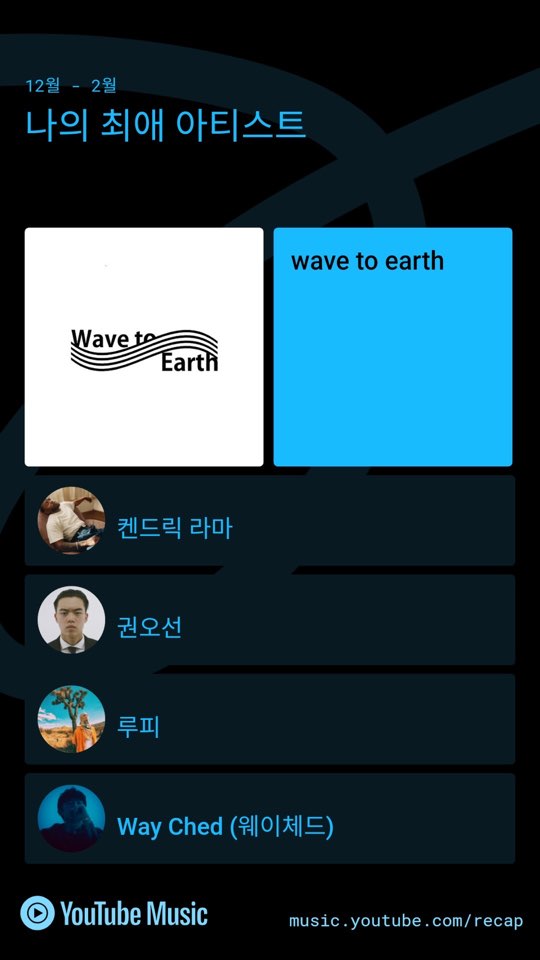 12월 - 2월
나의 최애 아티스트
Wave to
Earth
wave to earth
켄드릭 라마
권오선
루피
Way Ched (웨이체드)
YouTube Music
music.youtube.com/recap